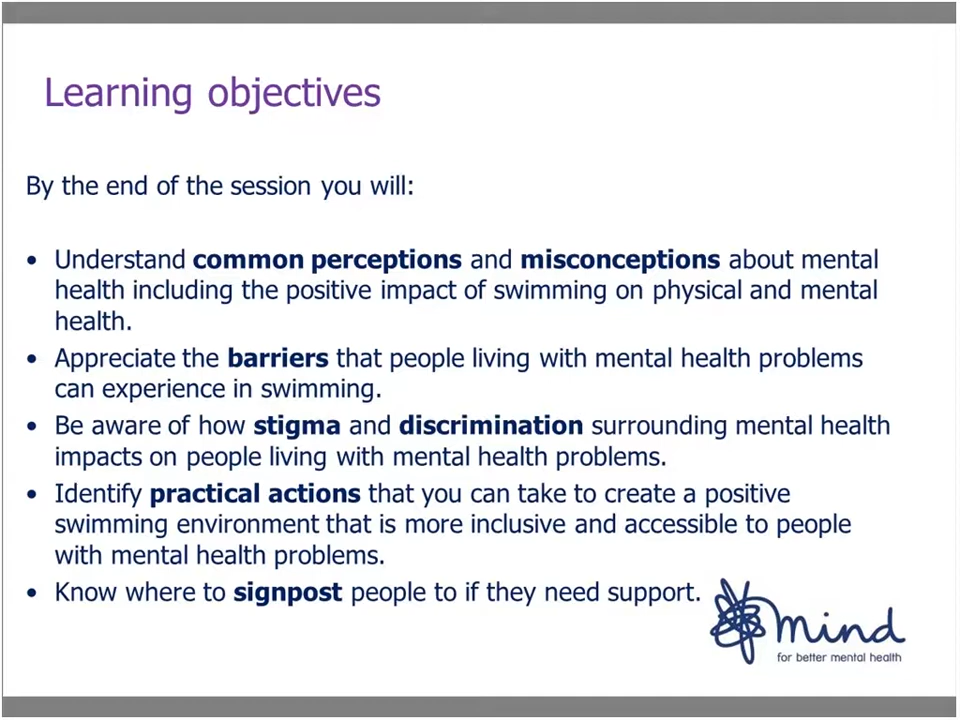 Learning objectives
By the end of the session you will:
• Understand common perceptions and misconceptions about mental
health including the positive impact of swimming on physical and mental
health.
• Appreciate the barriers that people living with mental health problems
can experience in swimming.
• Be aware of how stigma and discrimination surrounding mental health
impacts on people living with mental health problems.
• Identify practical actions that you can take to create a positive
swimming environment that is more inclusive and accessible to people
with mental health problems.
• Know where to signpost people to if they need support.
mind
for better mental health